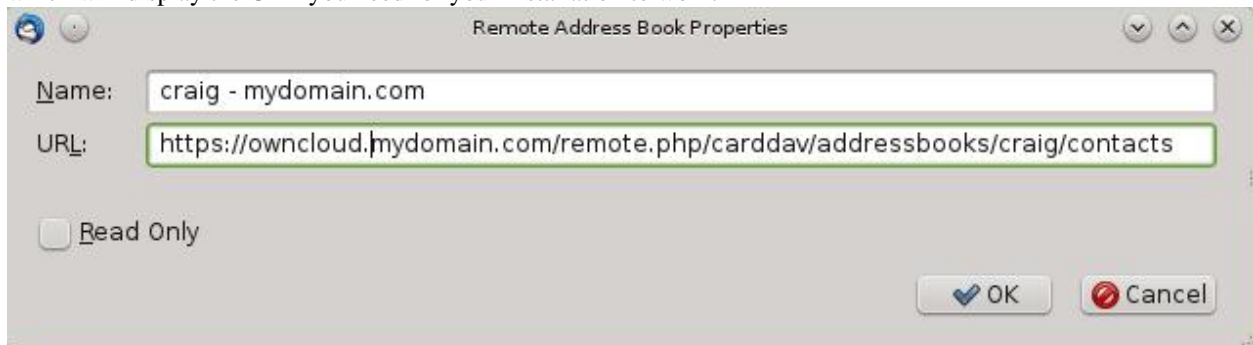 Remote Address Book Properties
Name: craig - mydomain.com
URL: https://owncloud.mydomain.com/remote.php/carddav/addressbooks/craig/contacts
Read Only
OK Cancel